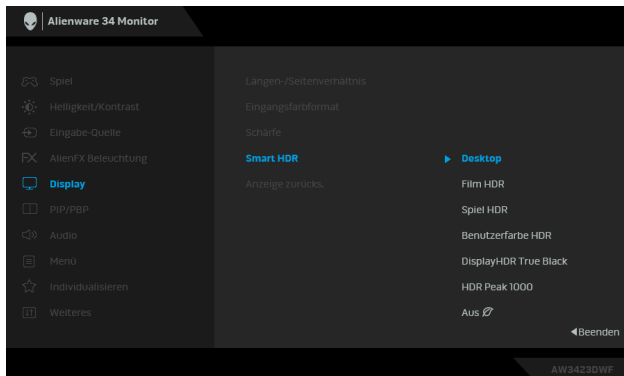 Alienware 34 Monitor
Spiel
Helligkeit/Kontrast
Eingabe-Quelle
AlienFX Beleuchtung
Display
PIP/PBP
Audio
Menü
Individualisieren
Weiteres
Längen-/Seitenverhältnis
Eingangsfarbformat
Schärfe
Smart HDR
Anzeige zurücks.
Desktop
Film HDR
Spiel HDR
Benutzerfarbe HDR
DisplayHDR True Black
HDR Peak 1000
Aus
Beenden
AW3423DWF